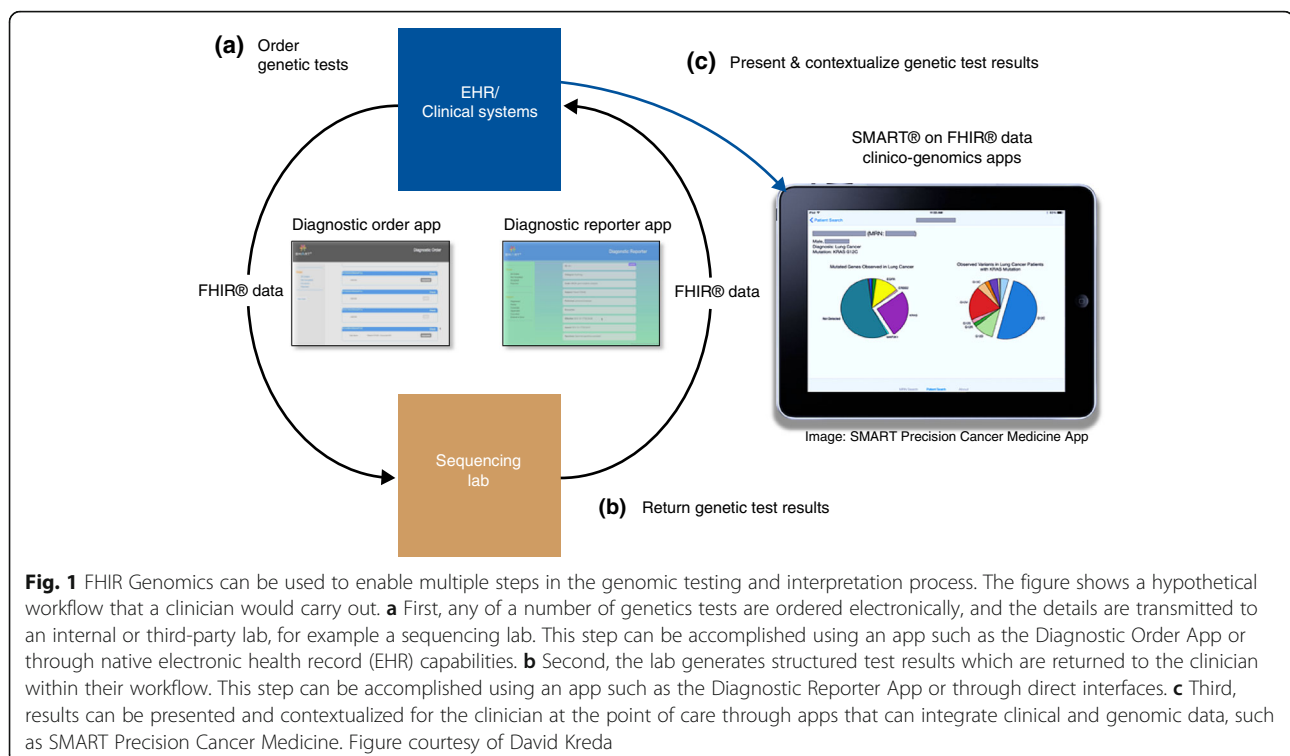 (a) Order
genetic tests
EHR/
Clinical systems
(c) Present & contextualize genetic test results
SMART® on FHIR® data
clinico-genomics apps
Diagnostic order app
Diagnostic reporter app
Diagnostic Order
Diagnostic Reporter
FHIR® data
FHIR® data
Patient Search
(MRN:
Male,
Diagnosis: Lung Cancer
Mutation: KRAS G12C
Mutated Genes Observed in Lung Cancer
Observed Variants in Lung Cancer Patients
with KRAS Mutation
Not Detected
Patient Search
Image: SMART Precision Cancer Medicine App
Sequencing
lab
(b) Return genetic test results
Fig. 1 FHIR Genomics can be used to enable multiple steps in the genomic testing and interpretation process. The figure shows a hypothetical
workflow that a clinician would carry out. a First, any of a number of genetics tests are ordered electronically, and the details are transmitted to
an internal or third-party lab, for example a sequencing lab. This step can be accomplished using an app such as the Diagnostic Order App or
through native electronic health record (EHR) capabilities. b Second, the lab generates structured test results which are returned to the clinician
within their workflow. This step can be accomplished using an app such as the Diagnostic Reporter App or through direct interfaces. c Third,
results can be presented and contextualized for the clinician at the point of care through apps that can integrate clinical and genomic data, such
as SMART Precision Cancer Medicine. Figure courtesy of David Kreda